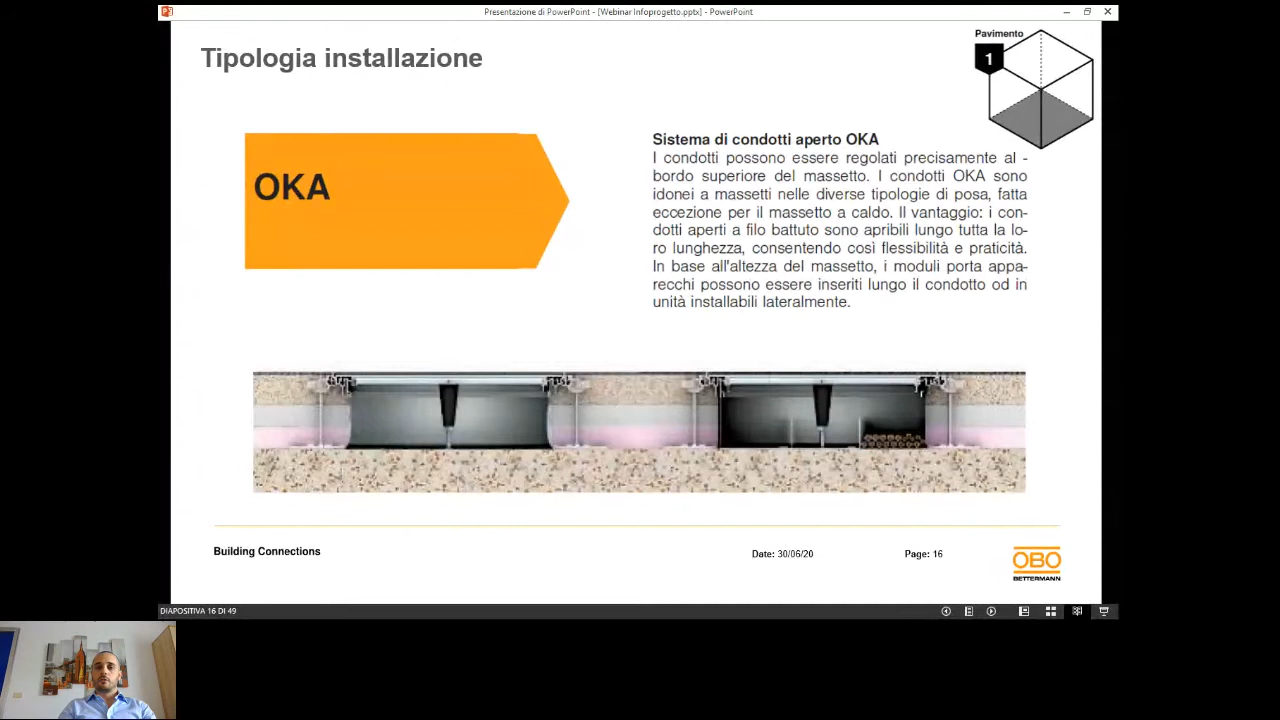 Presentazione di PowerPoint - [Webinar Infoprogetto.pptx] - PowerPoint
Tipologia installazione
Pavimento
1
OKA
Sistema di condotti aperto OKA
I condotti possono essere regolati precisamente al -
bordo superiore del massetto. I condotti OKA sono
idonei a massetti nelle diverse tipologie di posa, fatta
eccezione per il massetto a caldo. Il vantaggio: i con-
dotti aperti a filo battuto sono apribili lungo tutta la lo-
ro lunghezza, consentendo così flessibilità e praticità.
In base all'altezza del massetto, i moduli porta appa-
recchi possono essere inseriti lungo il condotto od in
unità installabili lateralmente.
Building Connections
Date: 30/06/20
Page: 16
OBO
BETTERMANN
DIAPOSITIVA 16 DI 49